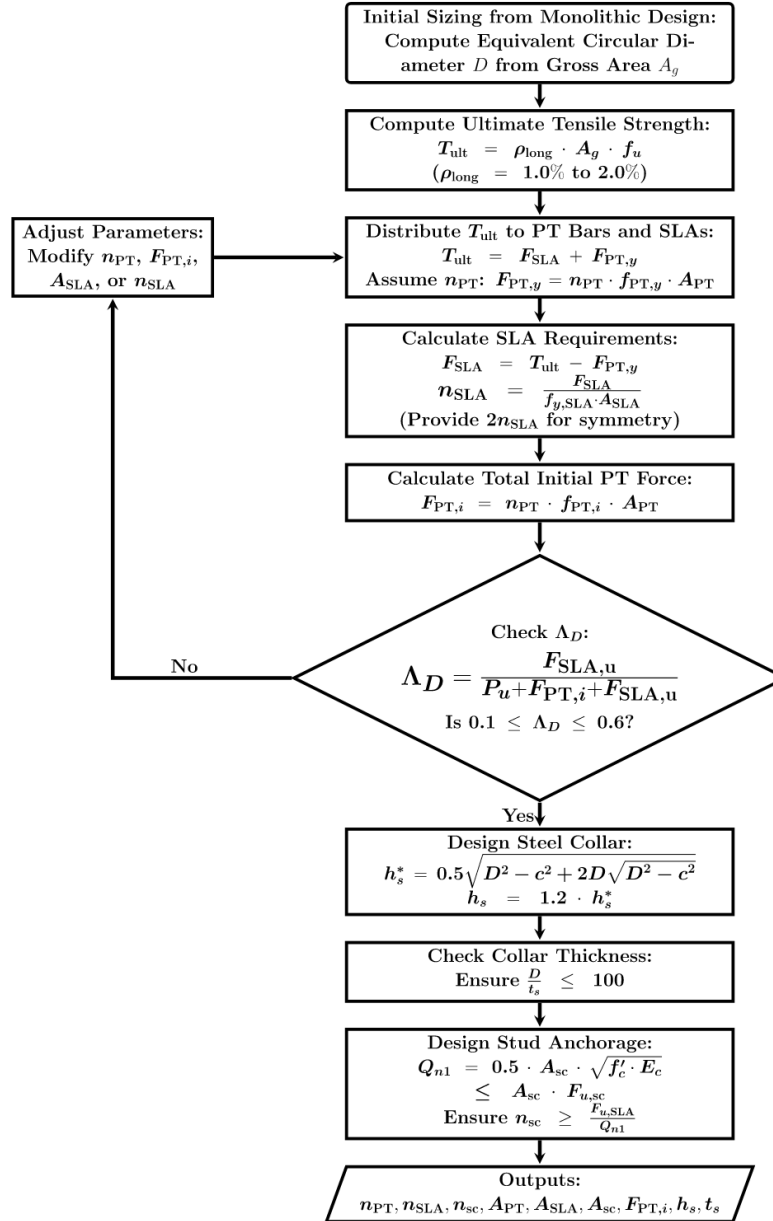 Initial Sizing from Monolithic Design:
Compute Equivalent Circular Di-
ameter D from Gross Area A_g
Compute Ultimate Tensile Strength:
T_ult = ρ_long · A_g · f_u
(ρ_long = 1.0% to 2.0%)
Adjust Parameters:
Modify n_PT, F_PT,i,
A_SLA, or n_SLA
Distribute T_ult to PT Bars and SLAs:
T_ult = F_SLA + F_PT,y
Assume n_PT: F_PT,y = n_PT · f_PT,y · A_PT
Calculate SLA Requirements:
F_SLA = T_ult − F_PT,y
n_SLA = F_SLA / (f_y,SLA · A_SLA)
(Provide 2n_SLA for symmetry)
Calculate Total Initial PT Force:
F_PT,i = n_PT · f_PT,i · A_PT
Check Λ_D:
Λ_D = F_SLA,u / (P_u + F_PT,i + F_SLA,u)
Is 0.1 ≤ Λ_D ≤ 0.6?
No
Yes
Design Steel Collar:
h_s^* = 0.5√(D² − c² + 2D√(D² − c²))
h_s = 1.2 · h_s^*
Check Collar Thickness:
Ensure D/t_s ≤ 100
Design Stud Anchorage:
Q_n1 = 0.5 · A_sc · √(f′_c · E_c)
≤ A_sc · F_u,sc
Ensure n_sc ≥ F_u,SLA / Q_n1
Outputs:
n_PT, n_SLA, n_sc, A_PT, A_SLA, A_sc, F_PT,i, h_s, t_s